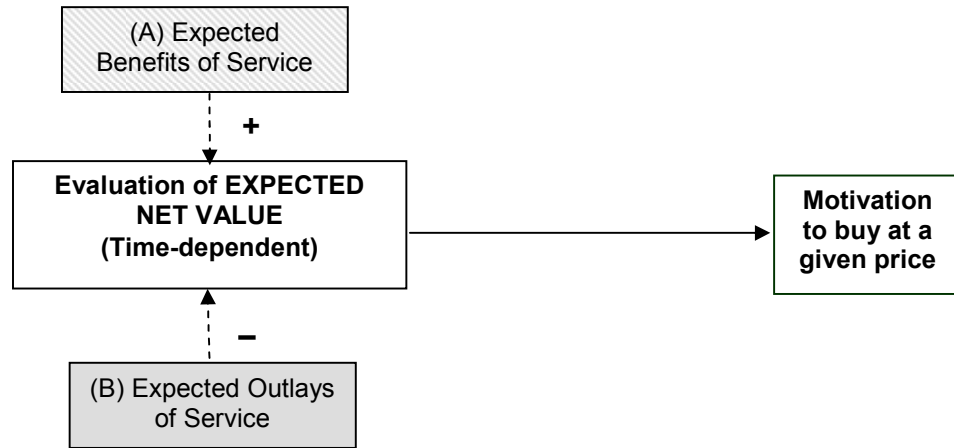 (A) Expected
Benefits of Service
+
Evaluation of EXPECTED
NET VALUE
(Time-dependent)
Motivation
to buy at a
given price
–
(B) Expected Outlays
of Service